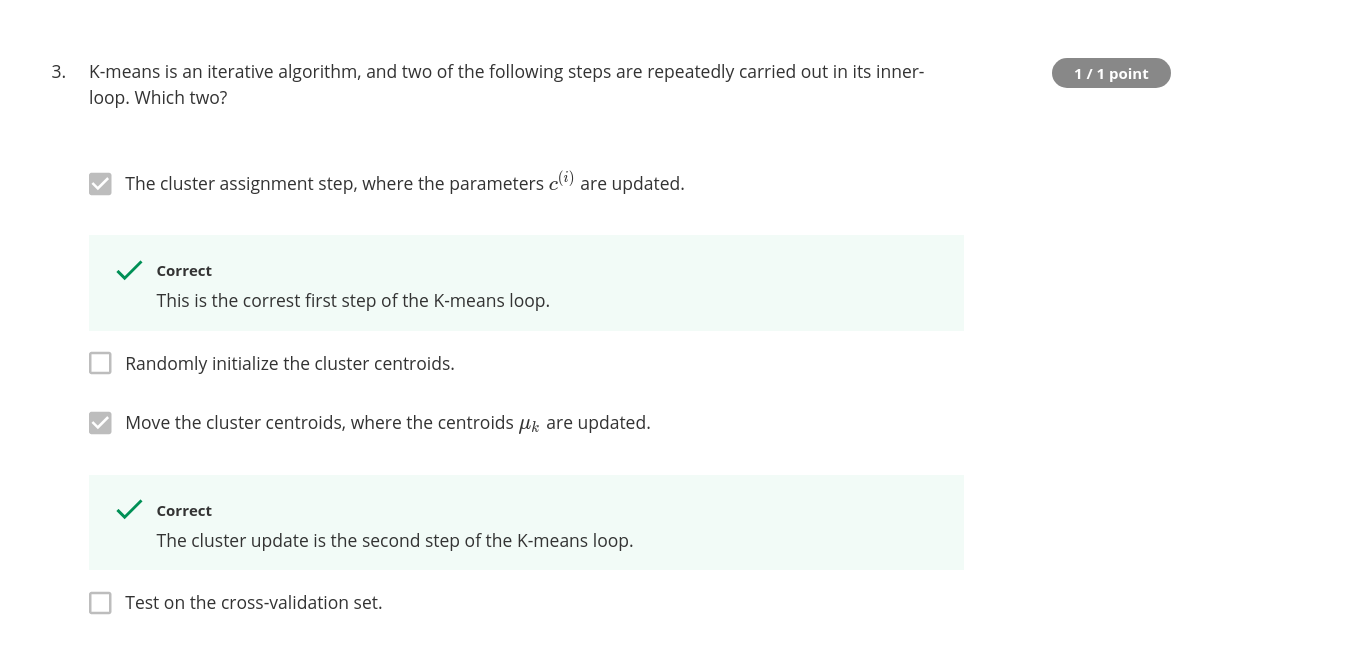 3. K-means is an iterative algorithm, and two of the following steps are repeatedly carried out in its inner-
loop. Which two?
1 / 1 point
The cluster assignment step, where the parameters c^(i) are updated.
Correct
This is the correst first step of the K-means loop.
Randomly initialize the cluster centroids.
Move the cluster centroids, where the centroids μ_k are updated.
Correct
The cluster update is the second step of the K-means loop.
Test on the cross-validation set.